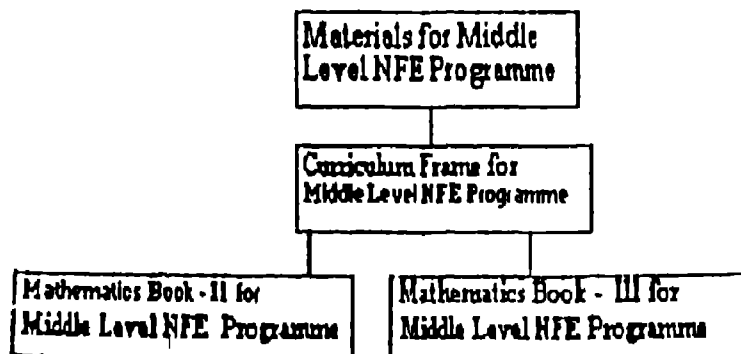 Materials for Middle
Level NFE Programme
Curriculum Frame for
Middle Level NFE Programme
Mathematics Book - II for
Middle Level NFE Programme
Mathematics Book - III for
Middle Level NFE Programme